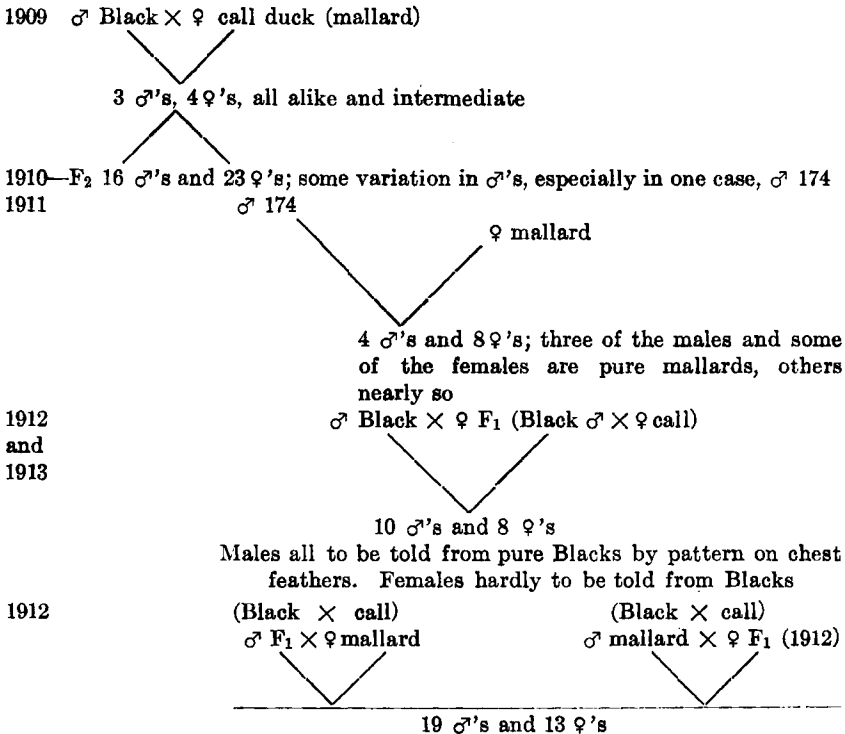 1909 ♂ Black × ♀ call duck (mallard)
3 ♂'s, 4♀'s, all alike and intermediate
1910—F₂ 16 ♂'s and 23 ♀'s; some variation in ♂'s, especially in one case, ♂ 174
1911 ♂ 174
♀ mallard
4 ♂'s and 8♀'s; three of the males and some
of the females are pure mallards, others
nearly so
1912 ♂ Black × ♀ F₁ (Black ♂ × ♀ call)
and
1913
10 ♂'s and 8 ♀'s
Males all to be told from pure Blacks by pattern on chest
feathers. Females hardly to be told from Blacks
1912 (Black × call) (Black × call)
♂ F₁ × ♀ mallard ♂ mallard × ♀ F₁ (1912)
19 ♂'s and 13 ♀'s